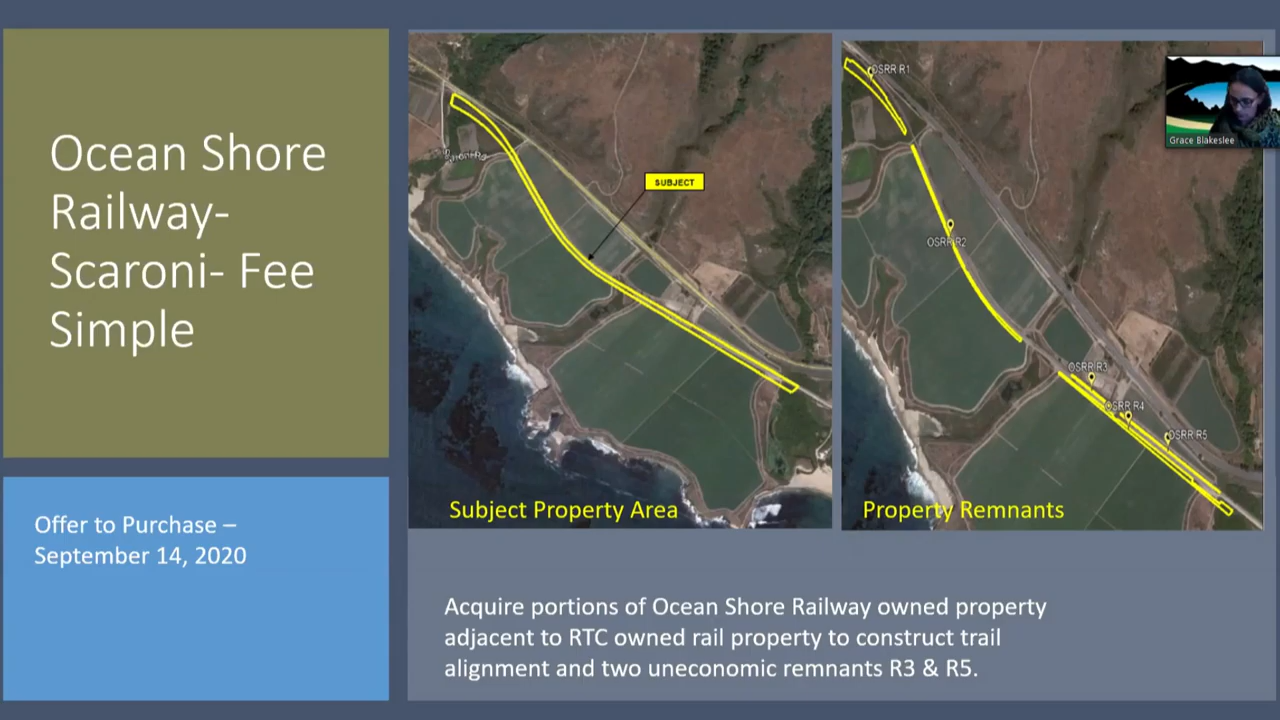 Ocean Shore
Railway-
Scaroni- Fee
Simple
Offer to Purchase –
September 14, 2020
SUBJECT
Subject Property Area
OSRR R1
OSRR R2
OSRR R3
OSRR R4
OSRR R5
Property Remnants
Grace Blakeslee
Acquire portions of Ocean Shore Railway owned property
adjacent to RTC owned rail property to construct trail
alignment and two uneconomic remnants R3 & R5.